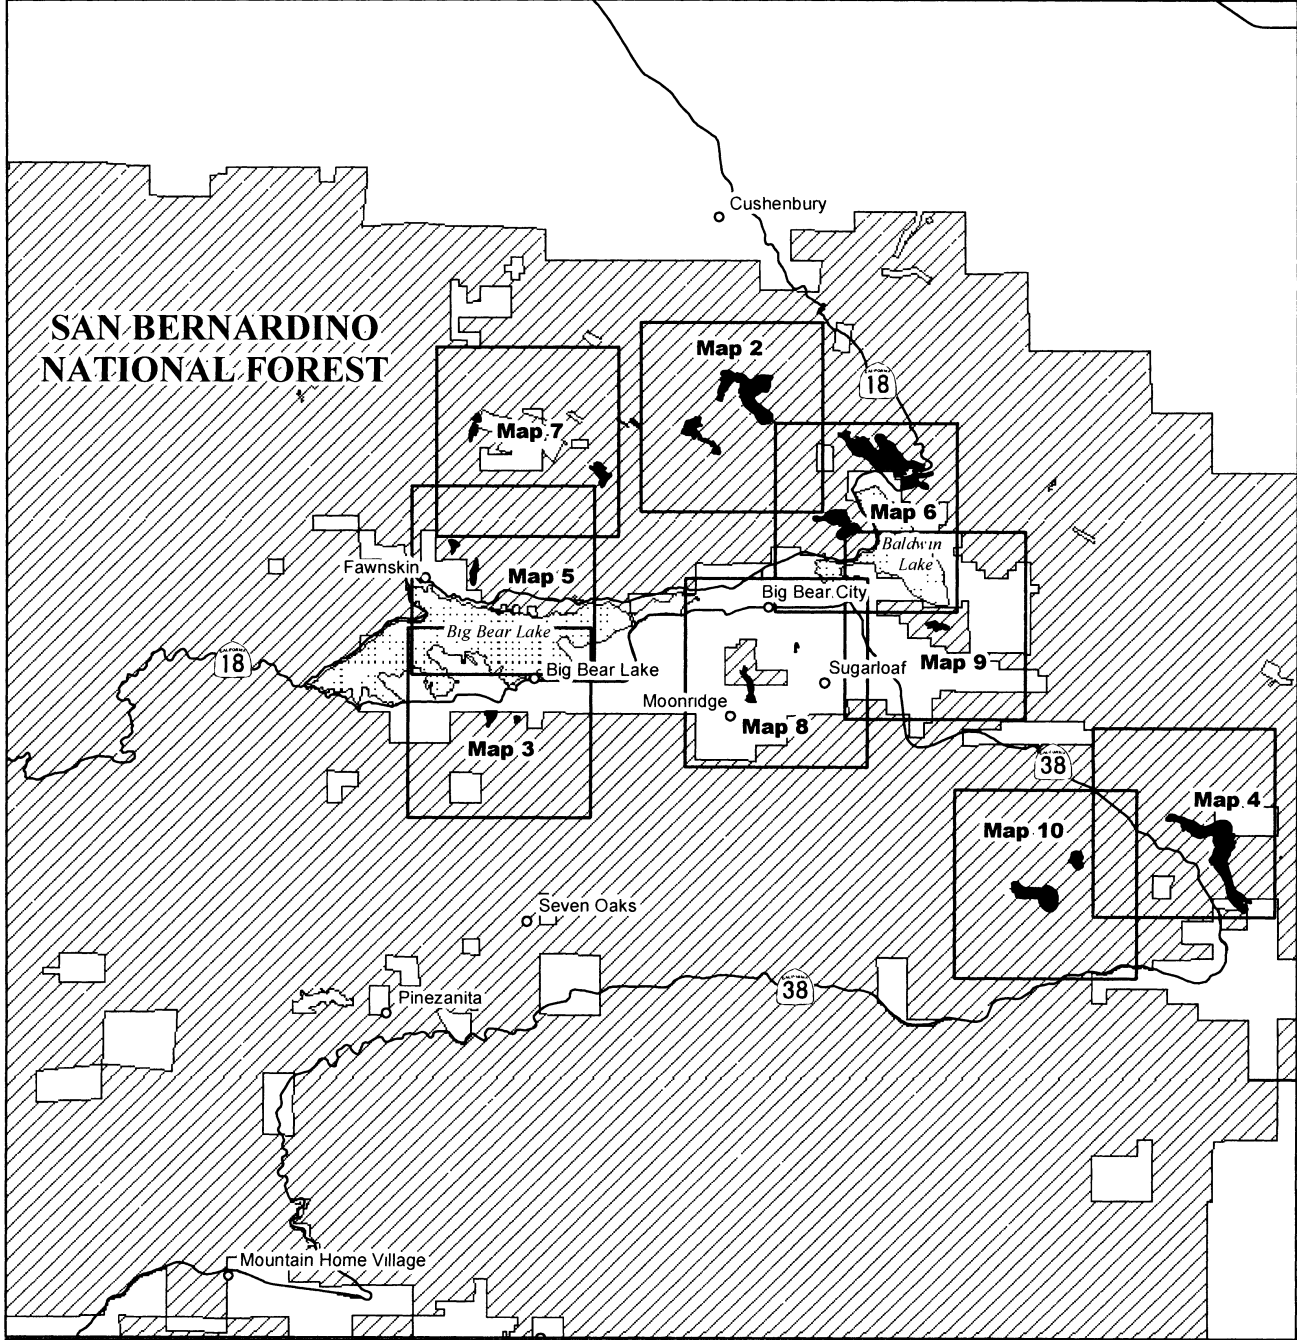 Cushenbury
SAN BERNARDINO
NATIONAL FOREST
Map 2
CALIFORNIA
18
Map 7
Map 6
Baldwin
Lake
Fawnskin
Map 5
Big Bear City
Big Bear Lake
CALIFORNIA
18
Big Bear Lake
Sugarloaf
Map 9
Moonridge
Map 8
Map 3
38
Map 4
Map 10
Seven Oaks
38
Pinezanita
Mountain Home Village